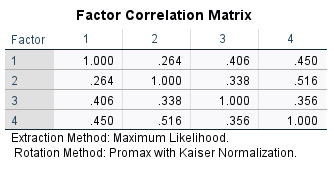 Factor Correlation Matrix
Factor 1 2 3 4
1 1.000 .264 .406 .450
2 .264 1.000 .338 .516
3 .406 .338 1.000 .356
4 .450 .516 .356 1.000
Extraction Method: Maximum Likelihood.
Rotation Method: Promax with Kaiser Normalization.